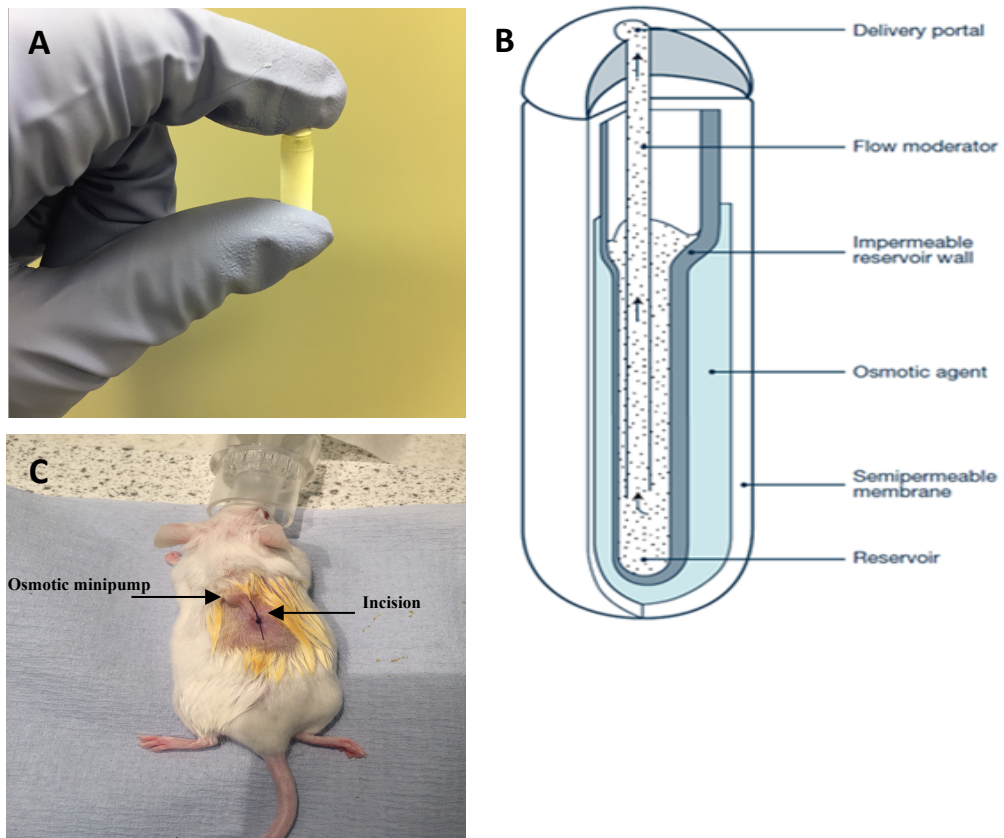 A
B
Delivery portal
Flow moderator
Impermeable
reservoir wall
Osmotic agent
Semipermeable
membrane
Reservoir
C
Osmotic minipump
Incision